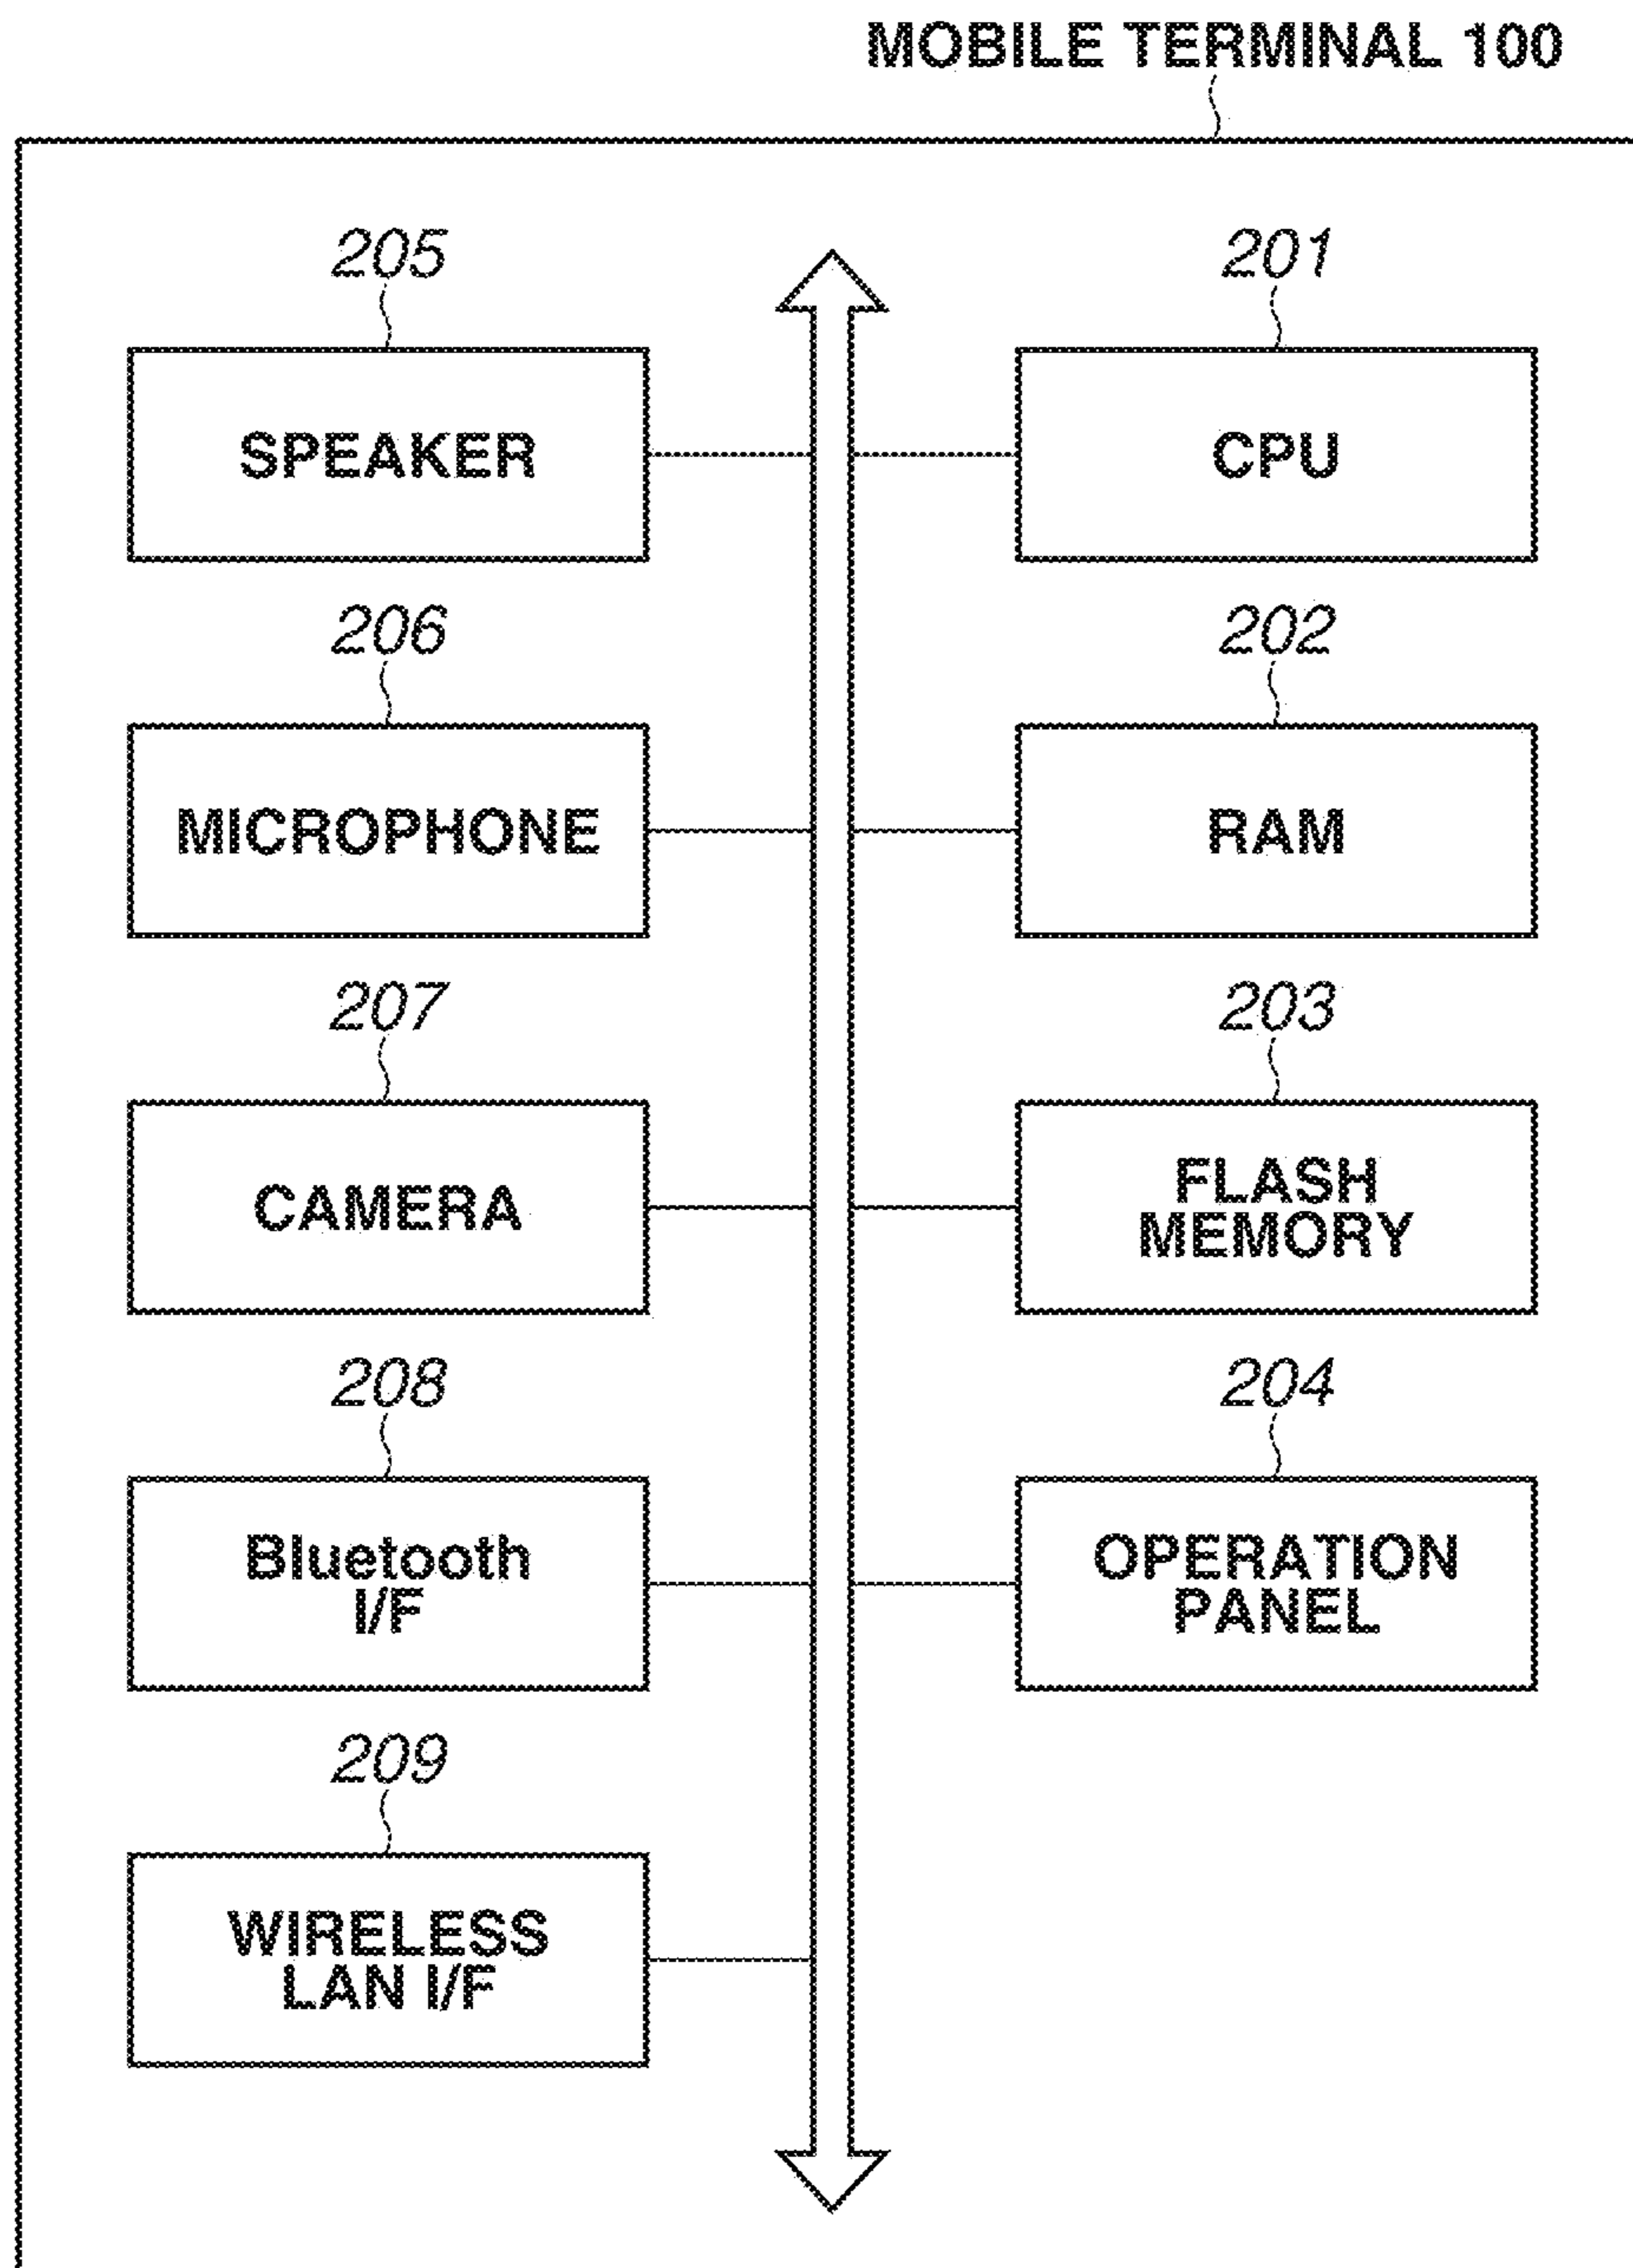 MOBILE TERMINAL 100
205
201
SPEAKER
CPU
206
202
MICROPHONE
RAM
207
203
CAMERA
FLASH
MEMORY
208
204
Bluetooth
I/F
OPERATION
PANEL
209
WIRELESS
LAN I/F